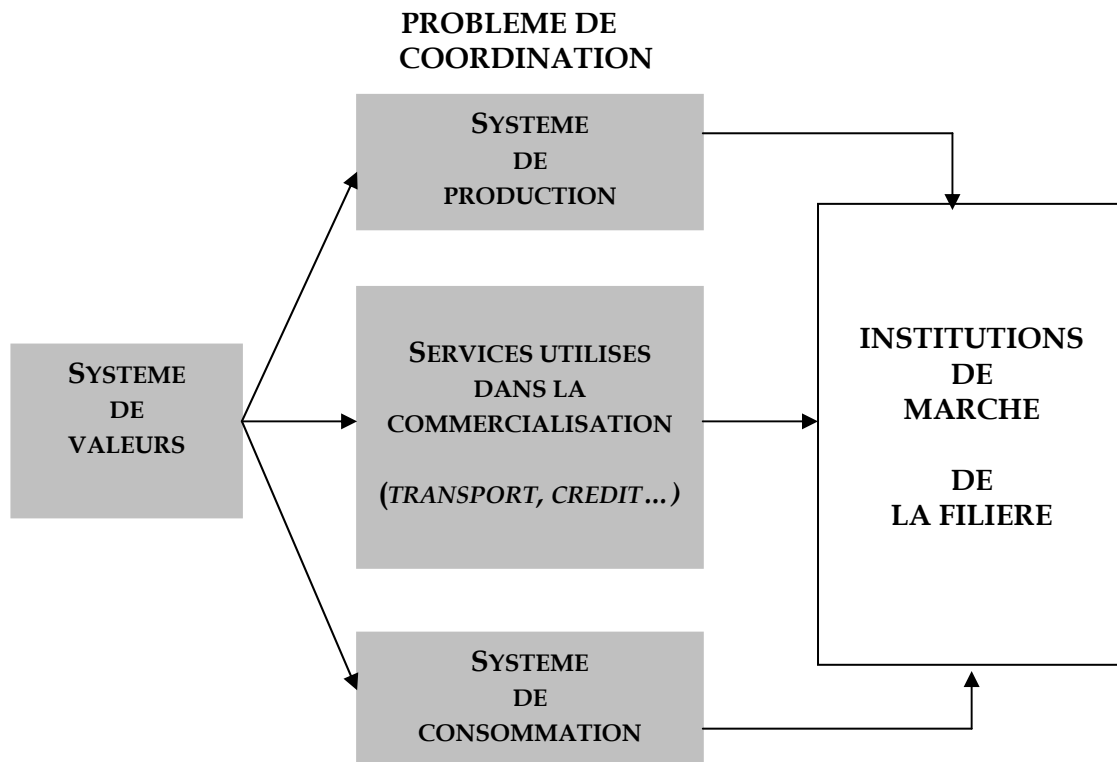 PROBLEME DE
COORDINATION
SYSTEME
DE
PRODUCTION
SYSTEME
DE
VALEURS
SERVICES UTILISES
DANS LA
COMMERCIALISATION
(TRANSPORT, CREDIT…)
SYSTEME
DE
CONSOMMATION
INSTITUTIONS
DE
MARCHE
DE
LA FILIERE